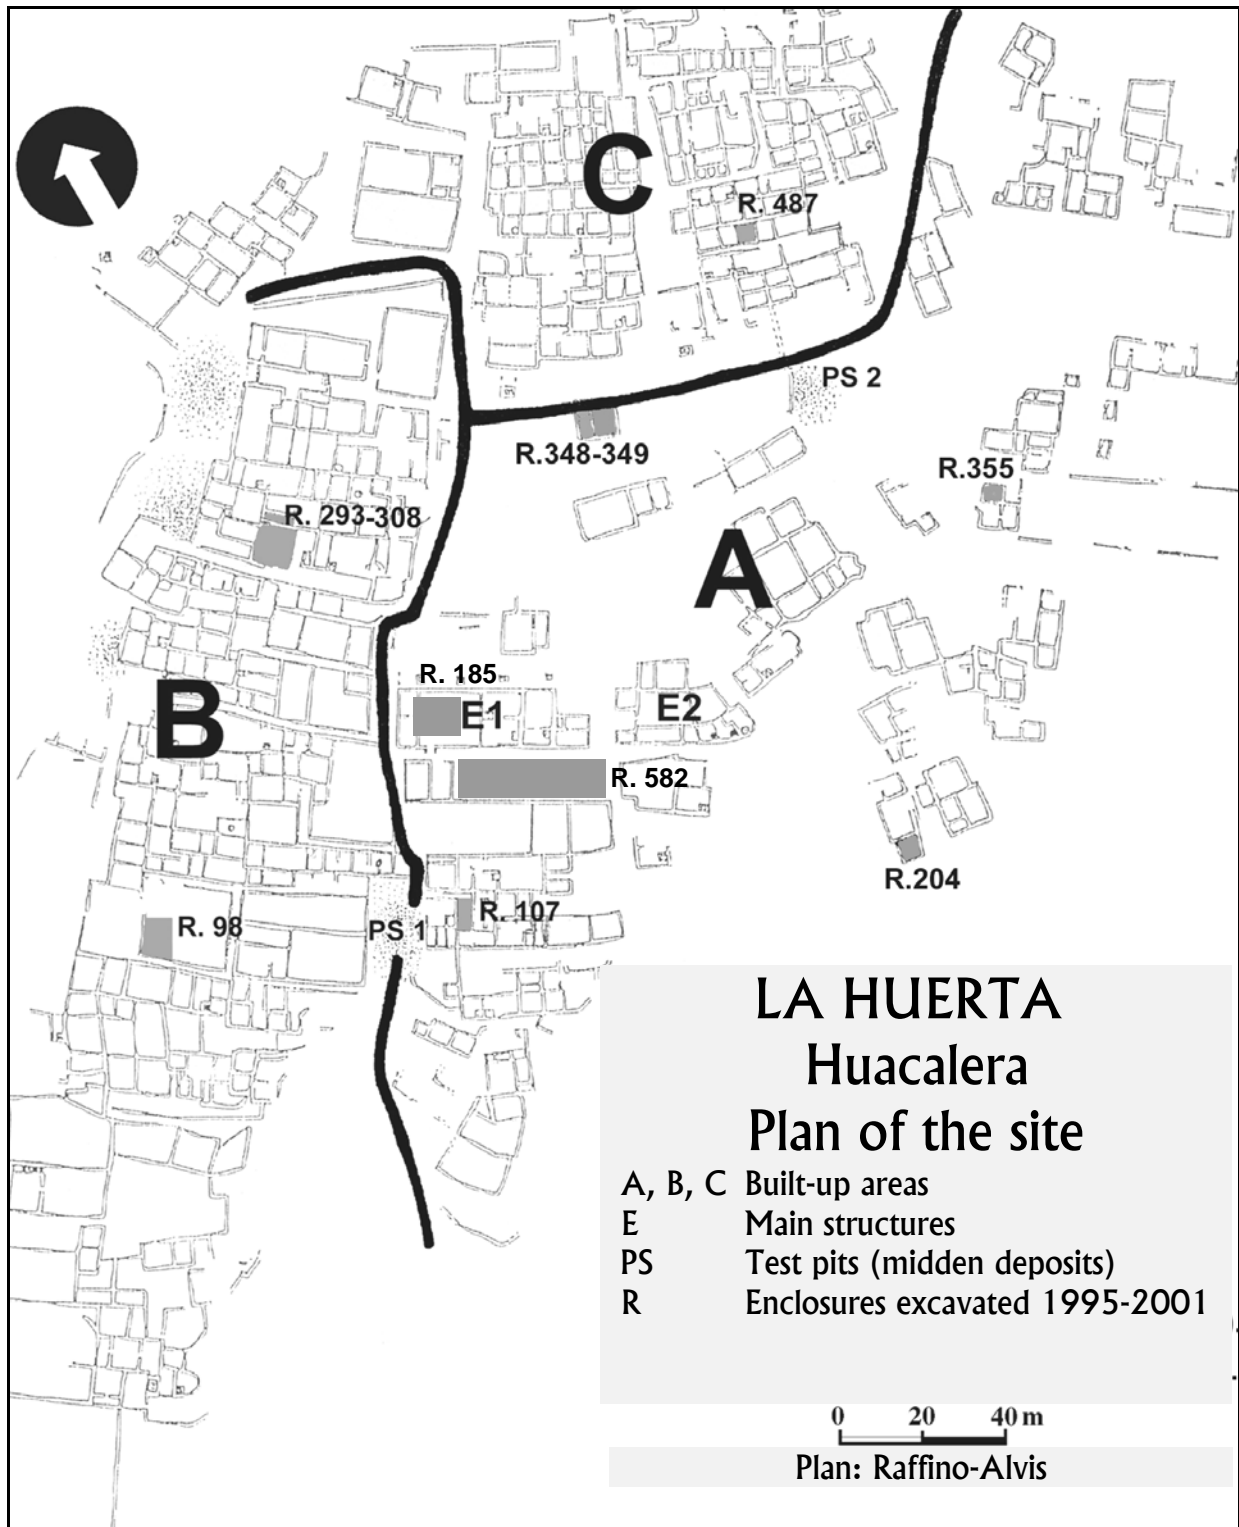 C
R. 487
PS 2
R.348-349
R.355
R. 293-308
A
R. 185
E1
E2
B
R. 582
R.204
R. 98
PS 1
R. 107
LA HUERTA
Huacalera
Plan of the site
A, B, C Built-up areas
E Main structures
PS Test pits (midden deposits)
R Enclosures excavated 1995-2001
0 20 40 m
Plan: Raffino-Alvis